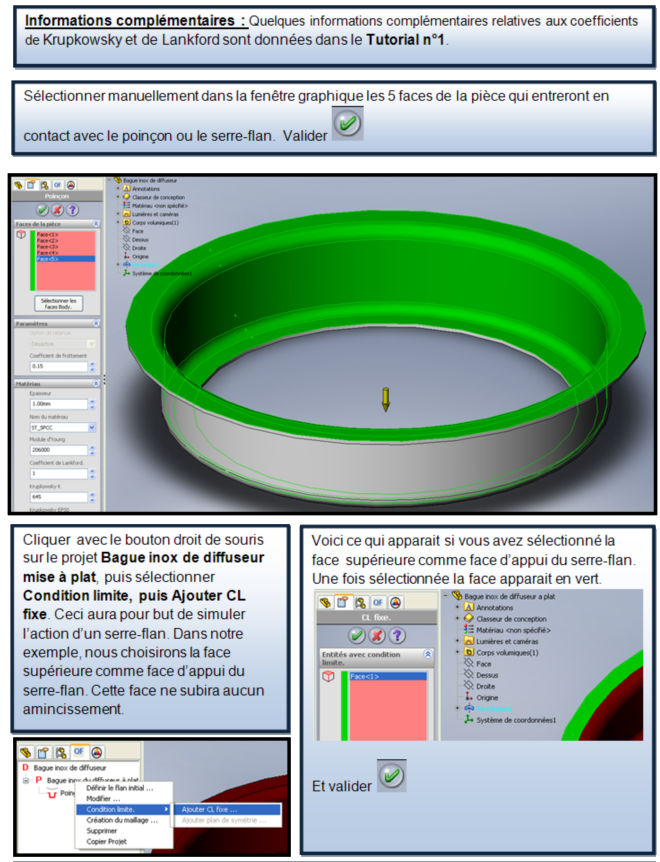 Informations complémentaires : Quelques informations complémentaires relatives aux coefficients
de Krupkowsky et de Lankford sont données dans le Tutorial n°1.
Sélectionner manuellement dans la fenêtre graphique les 5 faces de la pièce qui entreront en
contact avec le poinçon ou le serre-flan. Valider
Poinçon
Faces de la pièce
Face<1>
Face<2>
Face<3>
Face<4>
Face<5>
Sélectionner les
Faces Body.
Paramètres
Désactivé
Coefficient de frottement
0.15
Matériau
Epaisseur
1.00mm
Nom du matériau
ST_SPCC
Module d'Young
206000
Coefficient de Lankford.
1
Krupkowsky K
645
Krupkowsky EPS0
Bague inox de diffuseur
Annotations
Classeur de conception
Matériau <non spécifié>
Lumières et caméras
Corps volumiques(1)
Face
Dessus
Droite
Origine
Système de coordonnées1
Cliquer avec le bouton droit de souris
sur le projet Bague inox de diffuseur
mise à plat, puis sélectionner
Condition limite, puis Ajouter CL
fixe. Ceci aura pour but de simuler
l'action d'un serre-flan. Dans notre
exemple, nous choisirons la face
supérieure comme face d'appui du
serre-flan. Cette face ne subira aucun
amincissement.
D Bague inox de diffuseur
P Bague inox du diffuseur à plat
Poin
Définir le flan initial ...
Modifier ...
Condition limite.
Création du maillage ...
Supprimer
Copier Projet
Ajouter CL fixe ...
Ajouter plan de symétrie ...
Voici ce qui apparait si vous avez sélectionné la
face supérieure comme face d'appui du serre-flan.
Une fois sélectionnée la face apparait en vert.
CL fixe.
Entités avec condition
limite.
Face<1>
Bague inox de diffuseur a plat
Annotations
Classeur de conception
Matériau <non spécifié>
Lumières et caméras
Corps volumiques(1)
Face
Dessus
Droite
Origine
Système de coordonnées1
Et valider